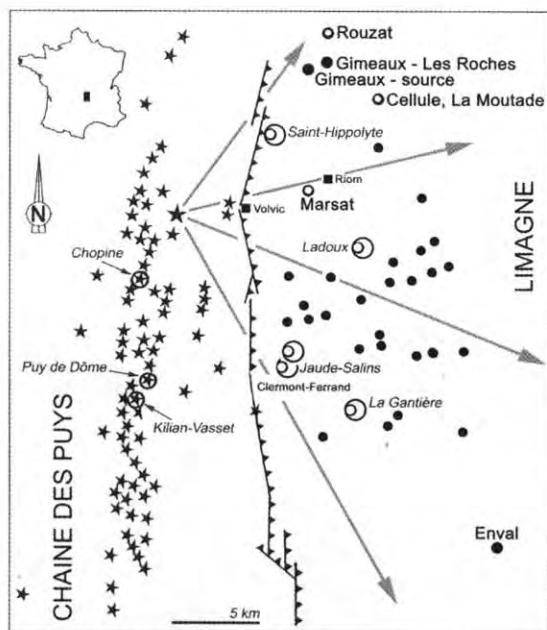 Rouzat
Gimeaux - Les Roches
Gimeaux - source
Cellule, La Moutade
Saint-Hippolyte
Riom
Marsat
Volvic
N
Ladoux
Chopine
LIMAGNE
Puy de Dôme
Jaude-Salins
Clermont-Ferrand
Kilian-Vasset
La Gantière
CHAINE DES PUYS
Enval
5 km